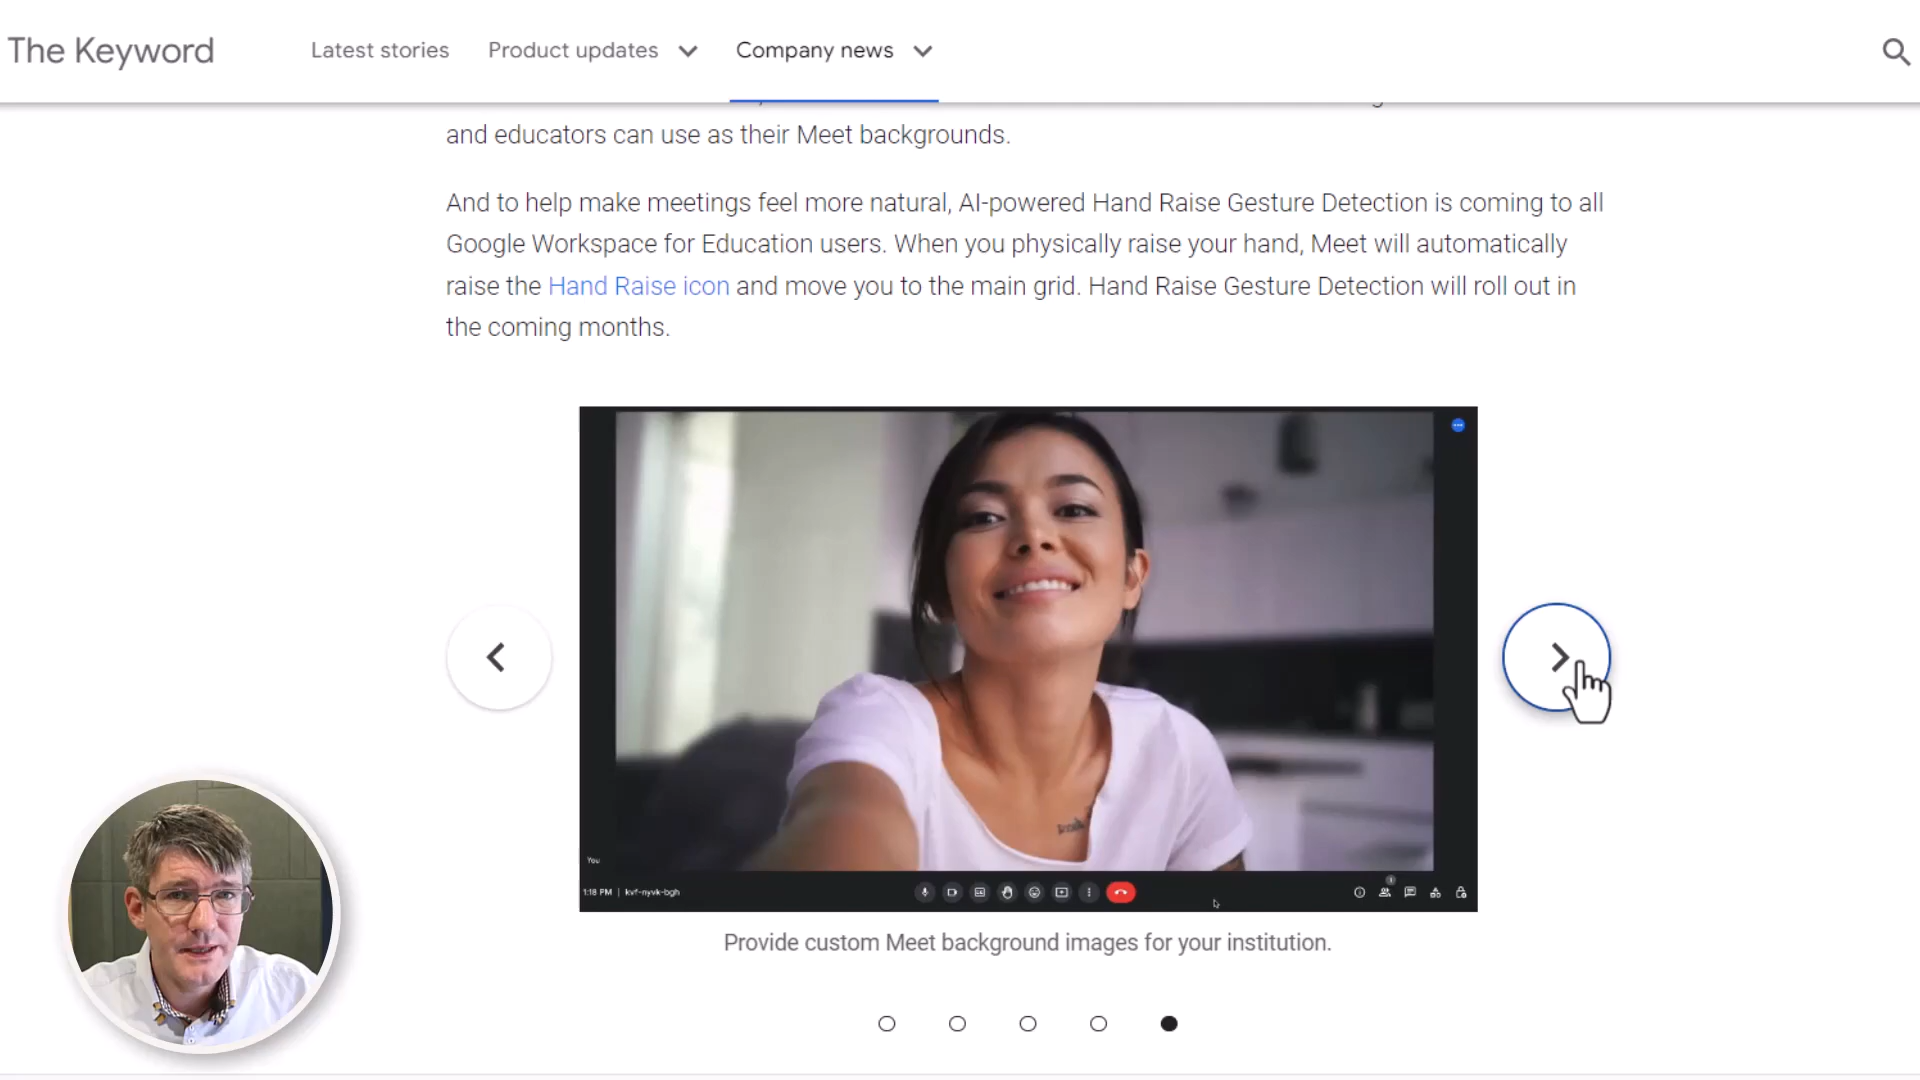 The Keyword
Latest stories
Product updates
Company news
and educators can use as their Meet backgrounds.
And to help make meetings feel more natural, AI-powered Hand Raise Gesture Detection is coming to all
Google Workspace for Education users. When you physically raise your hand, Meet will automatically
raise the Hand Raise icon and move you to the main grid. Hand Raise Gesture Detection will roll out in
the coming months.
You
1:18 PM | kvf-nyvk-bgh
1
Provide custom Meet background images for your institution.